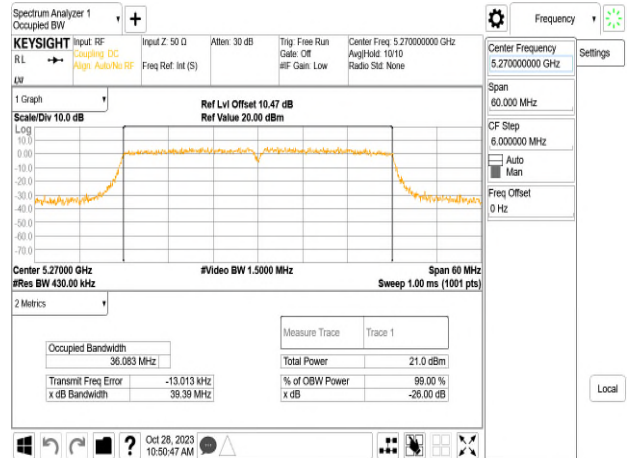 Spectrum Analyzer 1
Occupied BW
+
Frequency
KEYSIGHT
RL
LXI
Input: RF
Coupling: DC
Align: Auto/No RF
Input Z: 50 Ω
Freq Ref: Int (S)
Atten: 30 dB
Trig: Free Run
Gate: Off
#IF Gain: Low
Center Freq: 5.270000000 GHz
Avg|Hold: 10/10
Radio Std: None
Center Frequency
5.270000000 GHz
Settings
Span
60.000 MHz
CF Step
6.000000 MHz
Auto
Man
Freq Offset
0 Hz
Local
1 Graph
Scale/Div 10.0 dB
Ref Lvl Offset 10.47 dB
Ref Value 20.00 dBm
Log
10.0
0.00
-10.0
-20.0
-30.0
-40.0
-50.0
-60.0
-70.0
Center 5.27000 GHz
#Video BW 1.5000 MHz
Span 60 MHz
#Res BW 430.00 kHz
Sweep 1.00 ms (1001 pts)
2 Metrics
Measure Trace
Trace 1
Occupied Bandwidth
36.083 MHz
Total Power
21.0 dBm
Transmit Freq Error
-13.013 kHz
% of OBW Power
99.00 %
x dB Bandwidth
39.39 MHz
x dB
-26.00 dB
?
Oct 28, 2023
10:50:47 AM